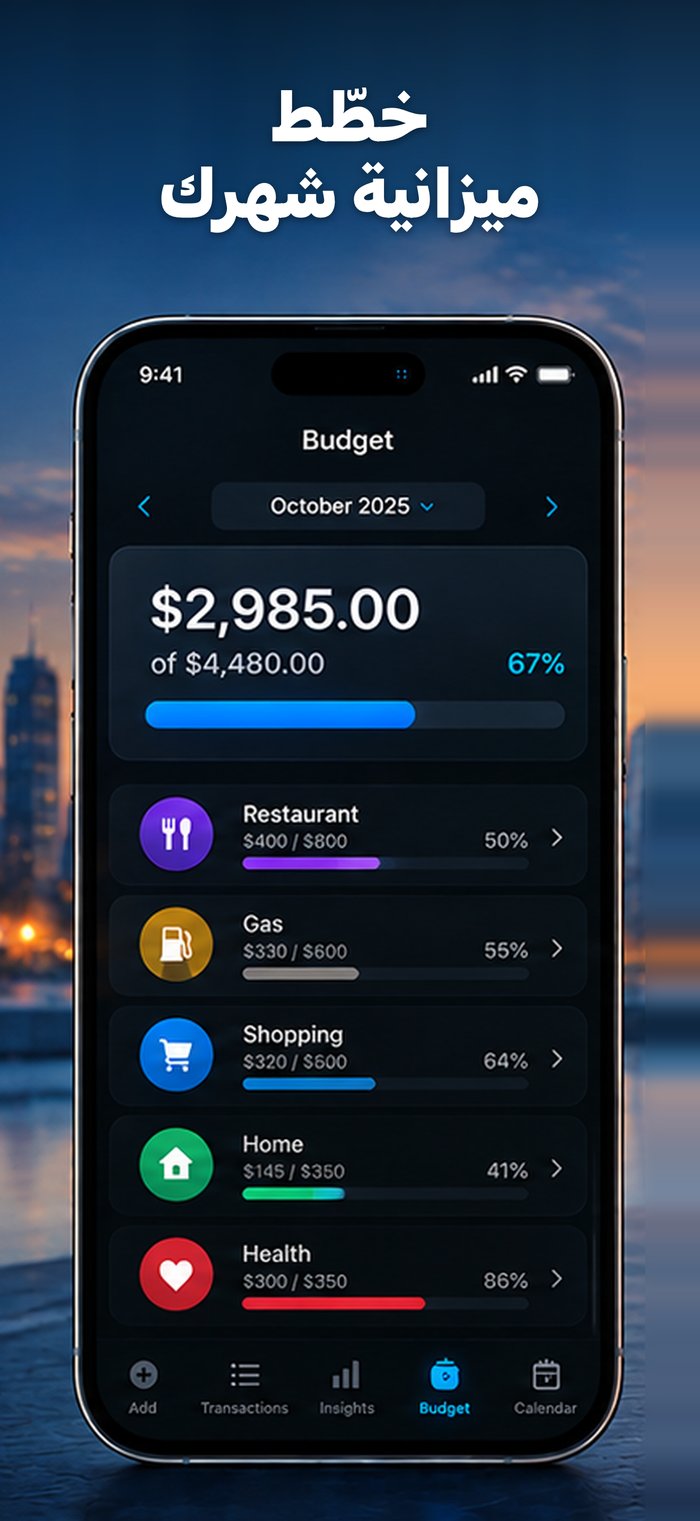 خطّط
ميزانية شهرك
9:41
Budget
October 2025
$2,985.00
of $4,480.00
67%
Restaurant
$400 / $800
50%
Gas
$330 / $600
55%
Shopping
$320 / $600
64%
Home
$145 / $350
41%
Health
$300 / $350
86%
Add
Transactions
Insights
Budget
Calendar